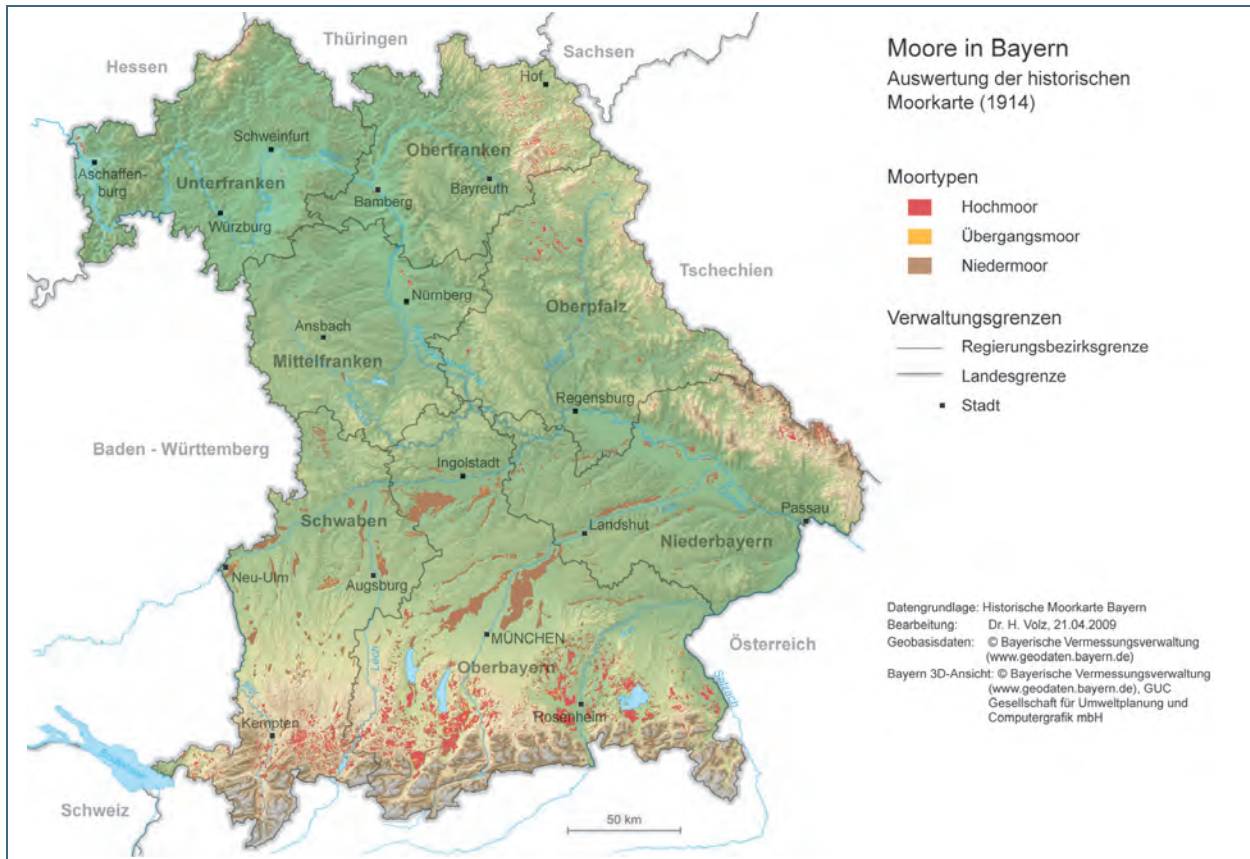 Moore in Bayern
Auswertung der historischen
Moorkarte (1914)
Moortypen
Hochmoor
Übergangsmoor
Niedermoor
Verwaltungsgrenzen
Regierungsbezirksgrenze
Landesgrenze
Stadt
Datengrundlage: Historische Moorkarte Bayern
Bearbeitung: Dr. H. Volz, 21.04.2009
Geobasisdaten: © Bayerische Vermessungsverwaltung
(www.geodaten.bayern.de)
Bayern 3D-Ansicht: © Bayerische Vermessungsverwaltung
(www.geodaten.bayern.de), GUC
Gesellschaft für Umweltplanung und
Computergrafik mbH
Thüringen
Sachsen
Hessen
Hof
Schweinfurt
Oberfranken
Aschaffen-
burg
Unterfranken
Bayreuth
Bamberg
Würzburg
Tschechien
Nürnberg
Oberpfalz
Ansbach
Mittelfranken
Regensburg
Baden - Württemberg
Ingolstadt
Schwaben
Passau
Landshut
Niederbayern
Neu-Ulm
Augsburg
MÜNCHEN
Österreich
Oberbayern
Lech
Inn
Salzach
Rosenheim
Kempten
Schweiz
50 km